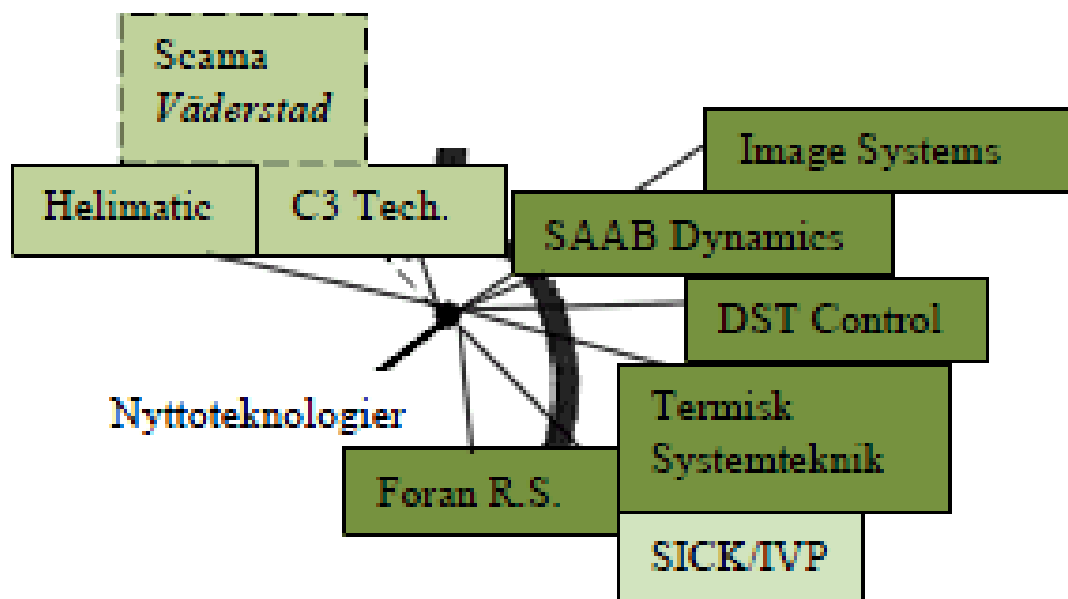 Scama
Väderstad
Image Systems
Helimatic
C3 Tech.
SAAB Dynamics
DST Control
Nyttoteknologier
Termisk
Systemteknik
Foran R.S.
SICK/IVP